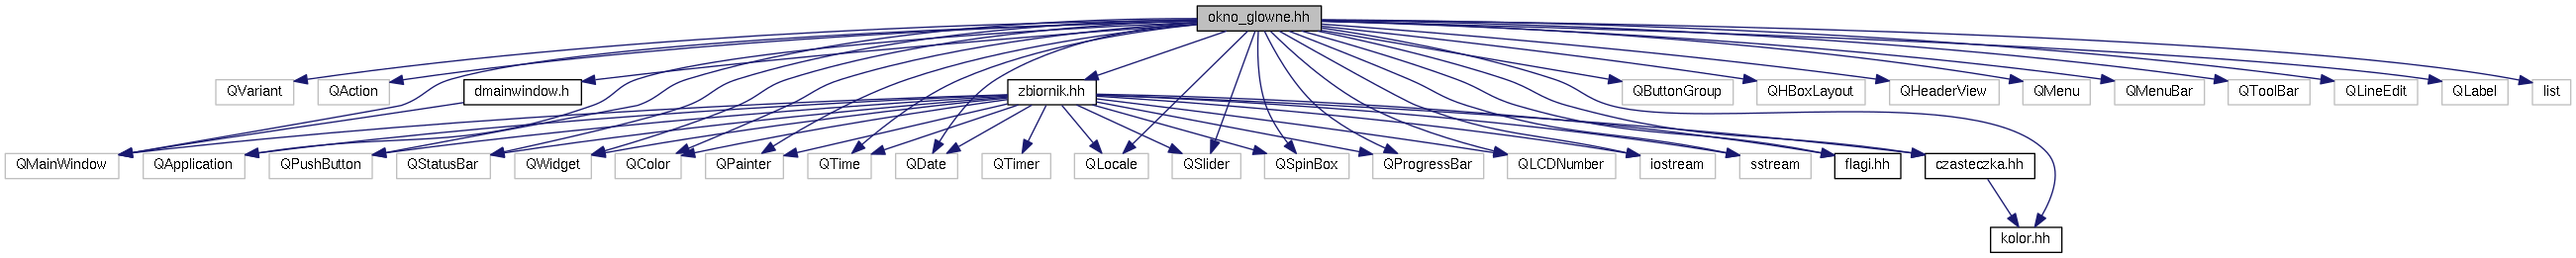 okno_glowne.hh
QVariant
QAction
dmainwindow.h
zbiornik.hh
QButtonGroup
QHBoxLayout
QHeaderView
QMenu
QMenuBar
QToolBar
QLineEdit
QLabel
list
QMainWindow
QApplication
QPushButton
QStatusBar
QWidget
QColor
QPainter
QTime
QDate
QTimer
QLocale
QSlider
QSpinBox
QProgressBar
QLCDNumber
iostream
sstream
flagi.hh
czasteczka.hh
kolor.hh